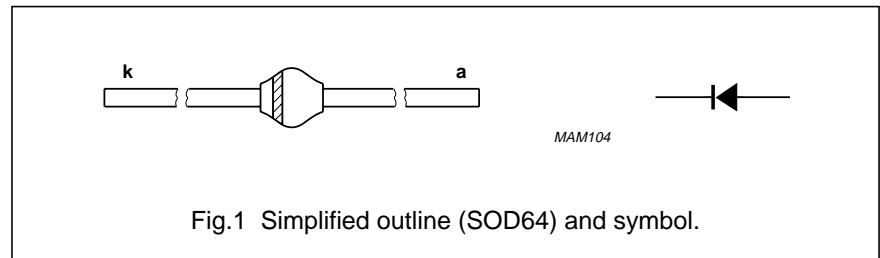 k a
MAM104
Fig.1 Simplified outline (SOD64) and symbol.